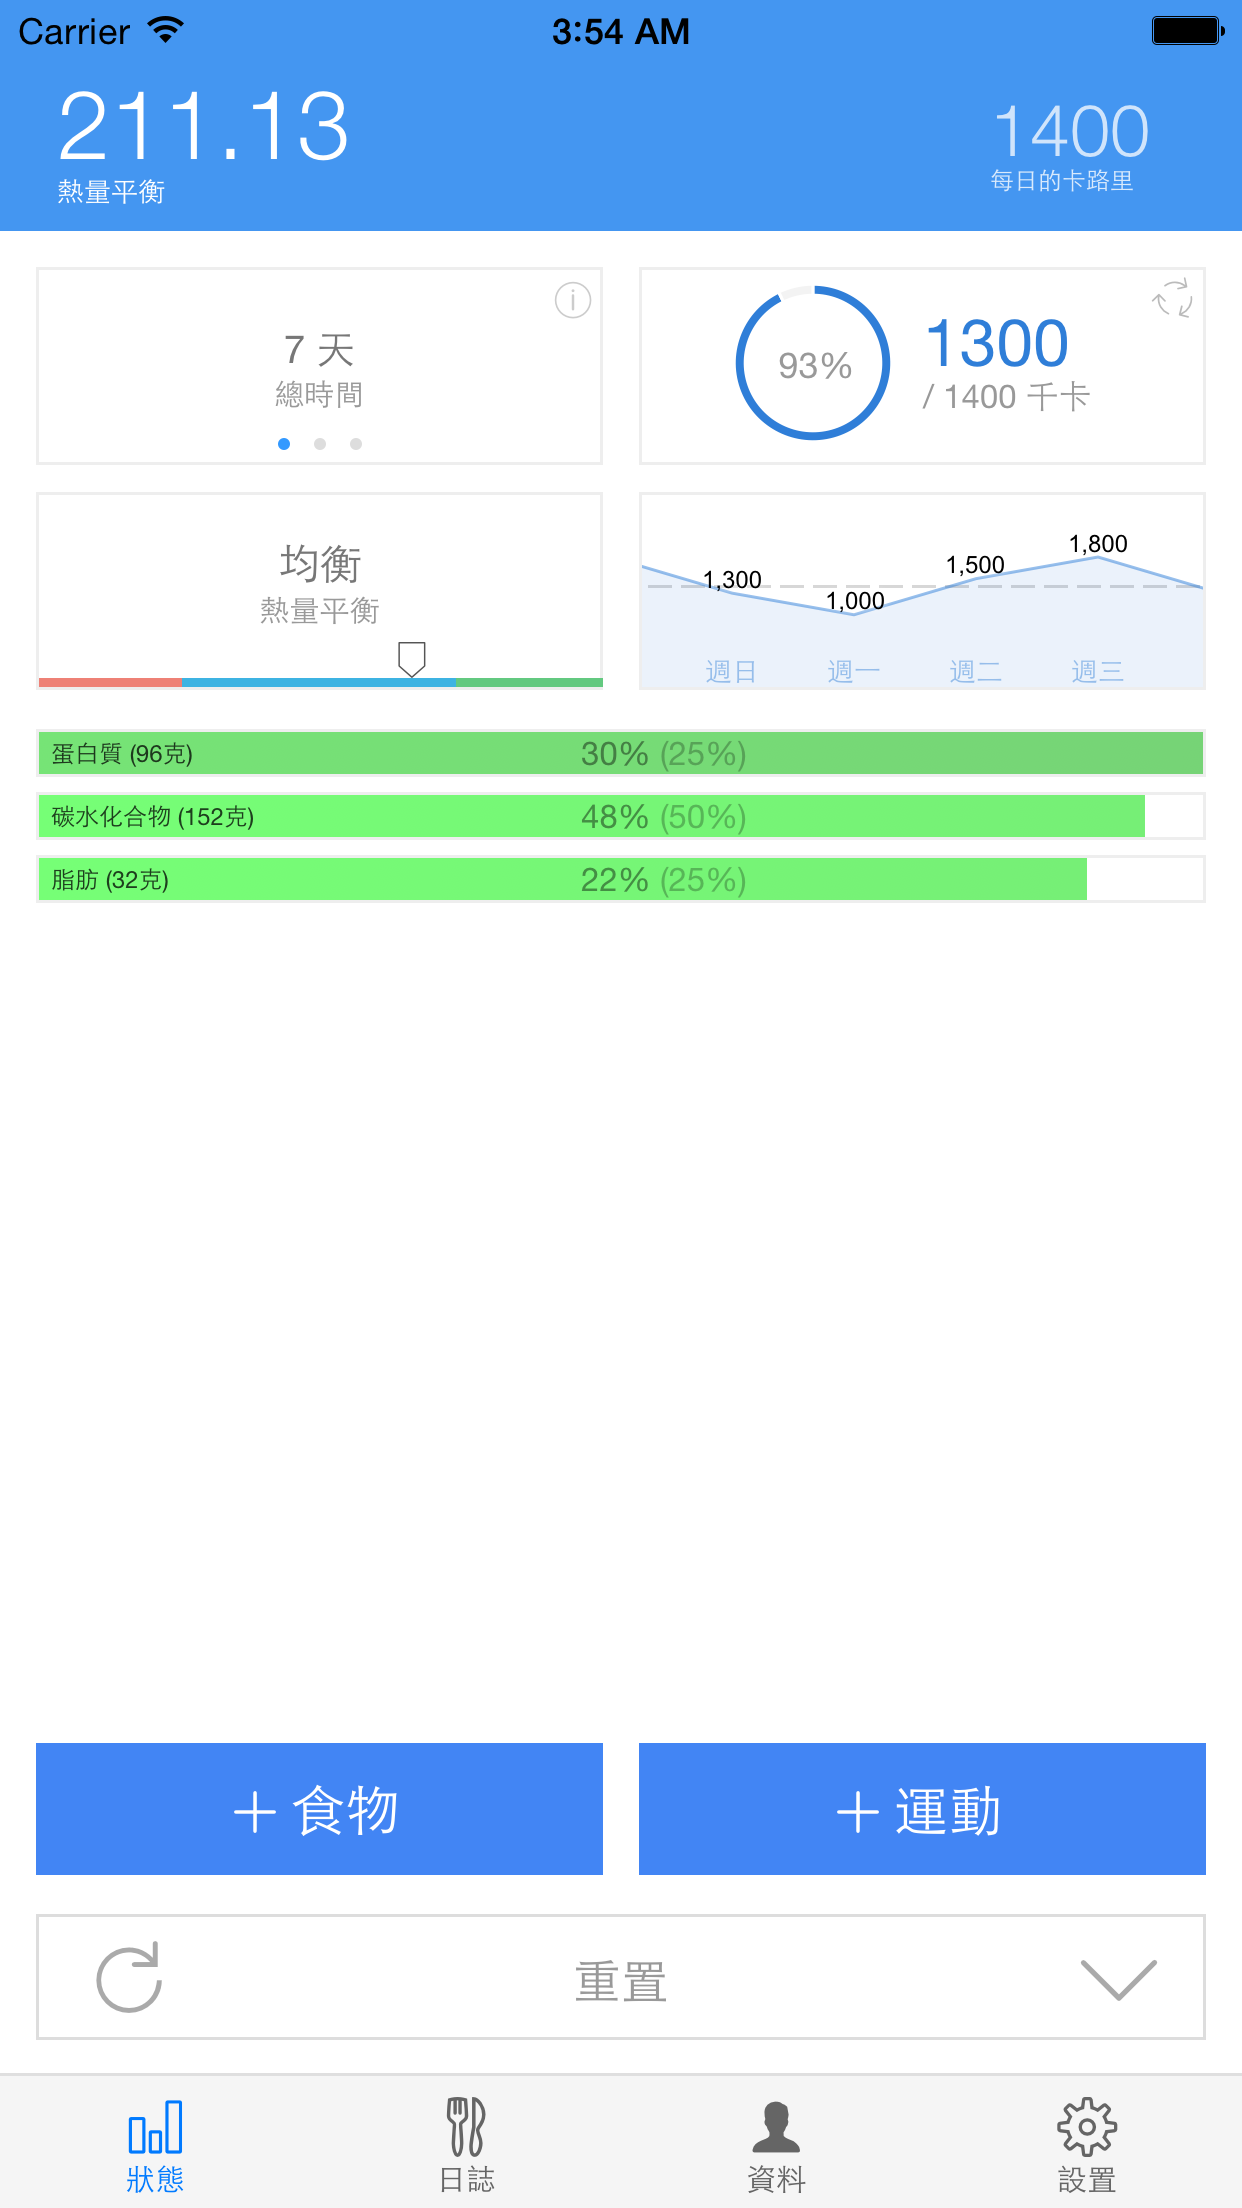 Carrier 3:54 AM
211.13
熱量平衡
1400
每日的卡路里
7 天
總時間
93%
1300
/ 1400 千卡
均衡
熱量平衡
1,300 1,000 1,500 1,800
週日 週一 週二 週三
蛋白質 (96克) 30% (25%)
碳水化合物 (152克) 48% (50%)
脂肪 (32克) 22% (25%)
+ 食物
+ 運動
重置
狀態 日誌 資料 設置